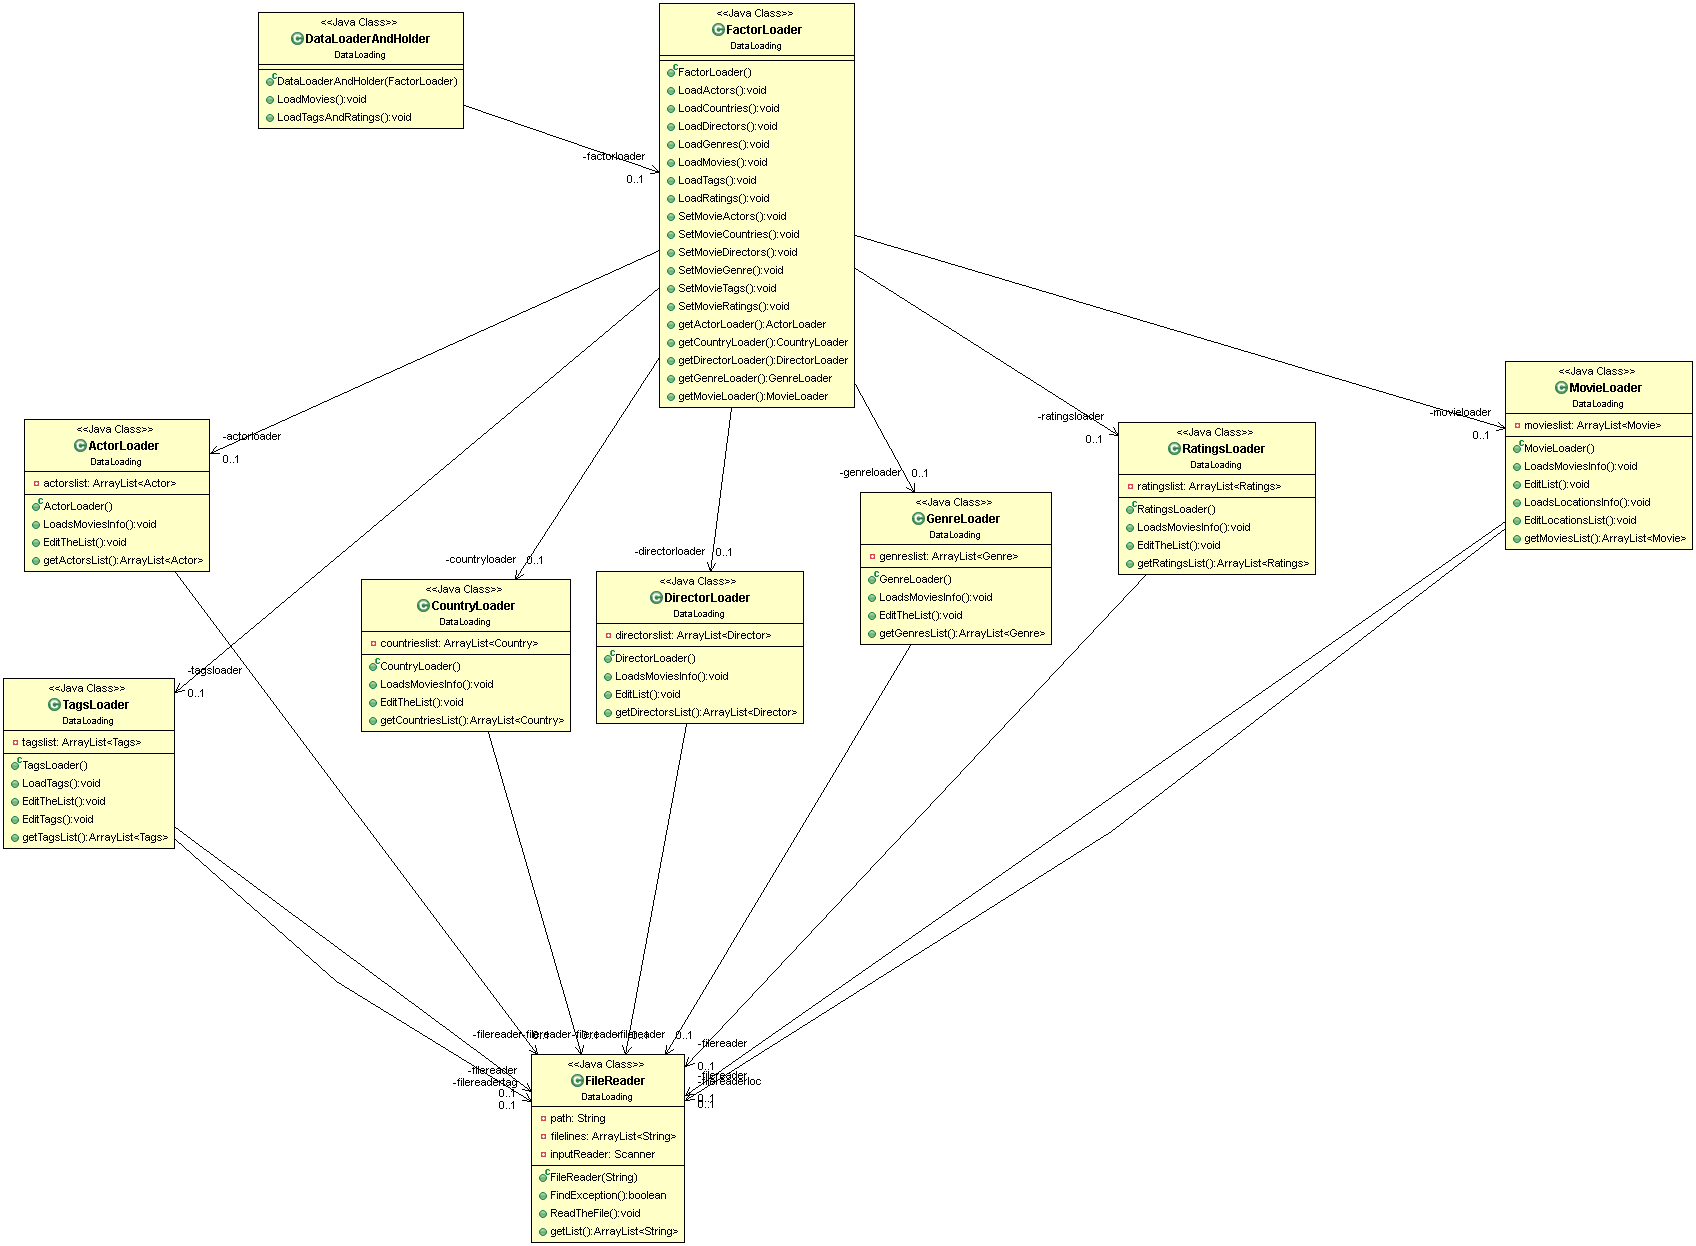 <<Java Class>>
DataLoaderAndHolder
DataLoading
DataLoaderAndHolder(FactorLoader)
LoadMovies():void
LoadTagsAndRatings():void
-factorloader
0..1
<<Java Class>>
FactorLoader
DataLoading
FactorLoader()
LoadActors():void
LoadCountries():void
LoadDirectors():void
LoadGenres():void
LoadMovies():void
LoadTags():void
LoadRatings():void
SetMovieActors():void
SetMovieCountries():void
SetMovieDirectors():void
SetMovieGenre():void
SetMovieTags():void
SetMovieRatings():void
getActorLoader():ActorLoader
getCountryLoader():CountryLoader
getDirectorLoader():DirectorLoader
getGenreLoader():GenreLoader
getMovieLoader():MovieLoader
-actorloader
0..1
<<Java Class>>
ActorLoader
DataLoading
actorslist: ArrayList<Actor>
ActorLoader()
LoadsMoviesInfo():void
EditTheList():void
getActorsList():ArrayList<Actor>
-tagsloader
0..1
<<Java Class>>
TagsLoader
DataLoading
tagslist: ArrayList<Tags>
TagsLoader()
LoadTags():void
EditTheList():void
EditTags():void
getTagsList():ArrayList<Tags>
-countryloader
0..1
<<Java Class>>
CountryLoader
DataLoading
countrieslist: ArrayList<Country>
CountryLoader()
LoadsMoviesInfo():void
EditTheList():void
getCountriesList():ArrayList<Country>
-directorloader
0..1
<<Java Class>>
DirectorLoader
DataLoading
directorslist: ArrayList<Director>
DirectorLoader()
LoadsMoviesInfo():void
EditList():void
getDirectorsList():ArrayList<Director>
-genreloader
0..1
<<Java Class>>
GenreLoader
DataLoading
genreslist: ArrayList<Genre>
GenreLoader()
LoadsMoviesInfo():void
EditTheList():void
getGenresList():ArrayList<Genre>
-ratingsloader
0..1
<<Java Class>>
RatingsLoader
DataLoading
ratingslist: ArrayList<Ratings>
RatingsLoader()
LoadsMoviesInfo():void
EditTheList():void
getRatingsList():ArrayList<Ratings>
-movieloader
0..1
<<Java Class>>
MovieLoader
DataLoading
movieslist: ArrayList<Movie>
MovieLoader()
LoadsMoviesInfo():void
EditList():void
LoadsLocationsInfo():void
EditLocationsList():void
getMoviesList():ArrayList<Movie>
-filereader
0..1
-filereader
0..1
-filereader
0..1
-filereader
0..1
-filereader
0..1
-filereader
0..1
-filereaderloc
0..1
-filereader
0..1
-filereadertag
0..1
<<Java Class>>
FileReader
DataLoading
path: String
filelines: ArrayList<String>
inputReader: Scanner
FileReader(String)
FindException():boolean
ReadTheFile():void
getList():ArrayList<String>